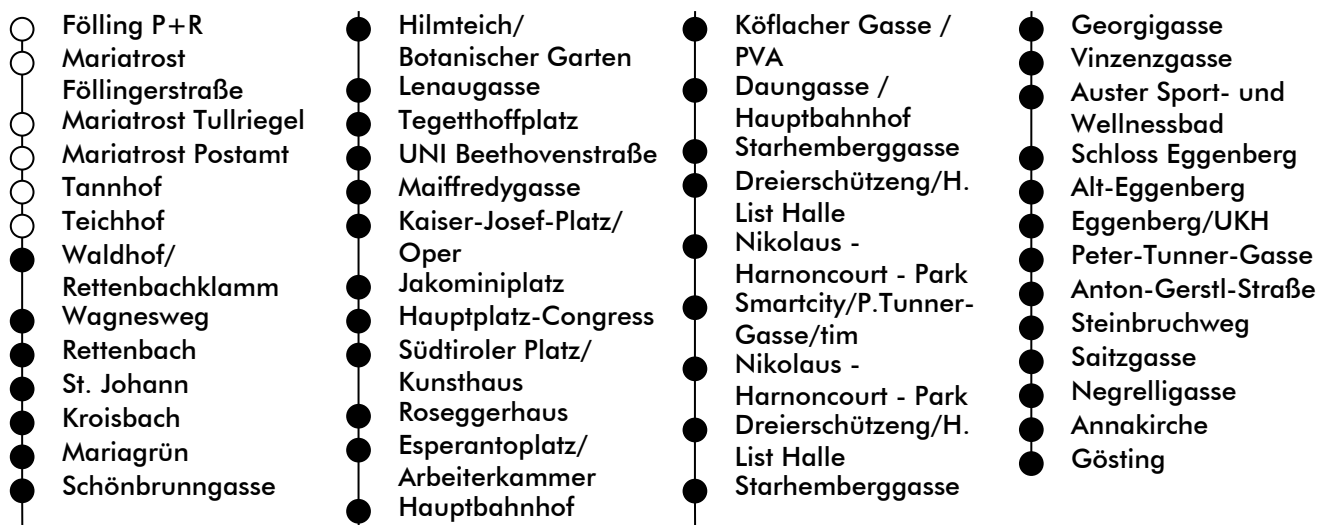 Fölling P+R
Mariatrost
Föllingerstraße
Mariatrost Tullriegel
Mariatrost Postamt
Tannhof
Teichhof
Waldhof/
Rettenbachklamm
Wagnesweg
Rettenbach
St. Johann
Kroisbach
Mariagrün
Schönbrunngasse
Hilmteich/
Botanischer Garten
Lenaugasse
Tegetthoffplatz
UNI Beethovenstraße
Maiffredygasse
Kaiser-Josef-Platz/
Oper
Jakominiplatz
Hauptplatz-Congress
Südtiroler Platz/
Kunsthaus
Roseggerhaus
Esperantoplatz/
Arbeiterkammer
Hauptbahnhof
Köflacher Gasse /
PVA
Daungasse /
Hauptbahnhof
Starhemberggasse
Dreierschützeng/H.
List Halle
Nikolaus -
Harnoncourt - Park
Smartcity/P.Tunner-
Gasse/tim
Nikolaus -
Harnoncourt - Park
Dreierschützeng/H.
List Halle
Starhemberggasse
Georgigasse
Vinzenzgasse
Auster Sport- und
Wellnessbad
Schloss Eggenberg
Alt-Eggenberg
Eggenberg/UKH
Peter-Tunner-Gasse
Anton-Gerstl-Straße
Steinbruchweg
Saitzgasse
Negrelligasse
Annakirche
Gösting